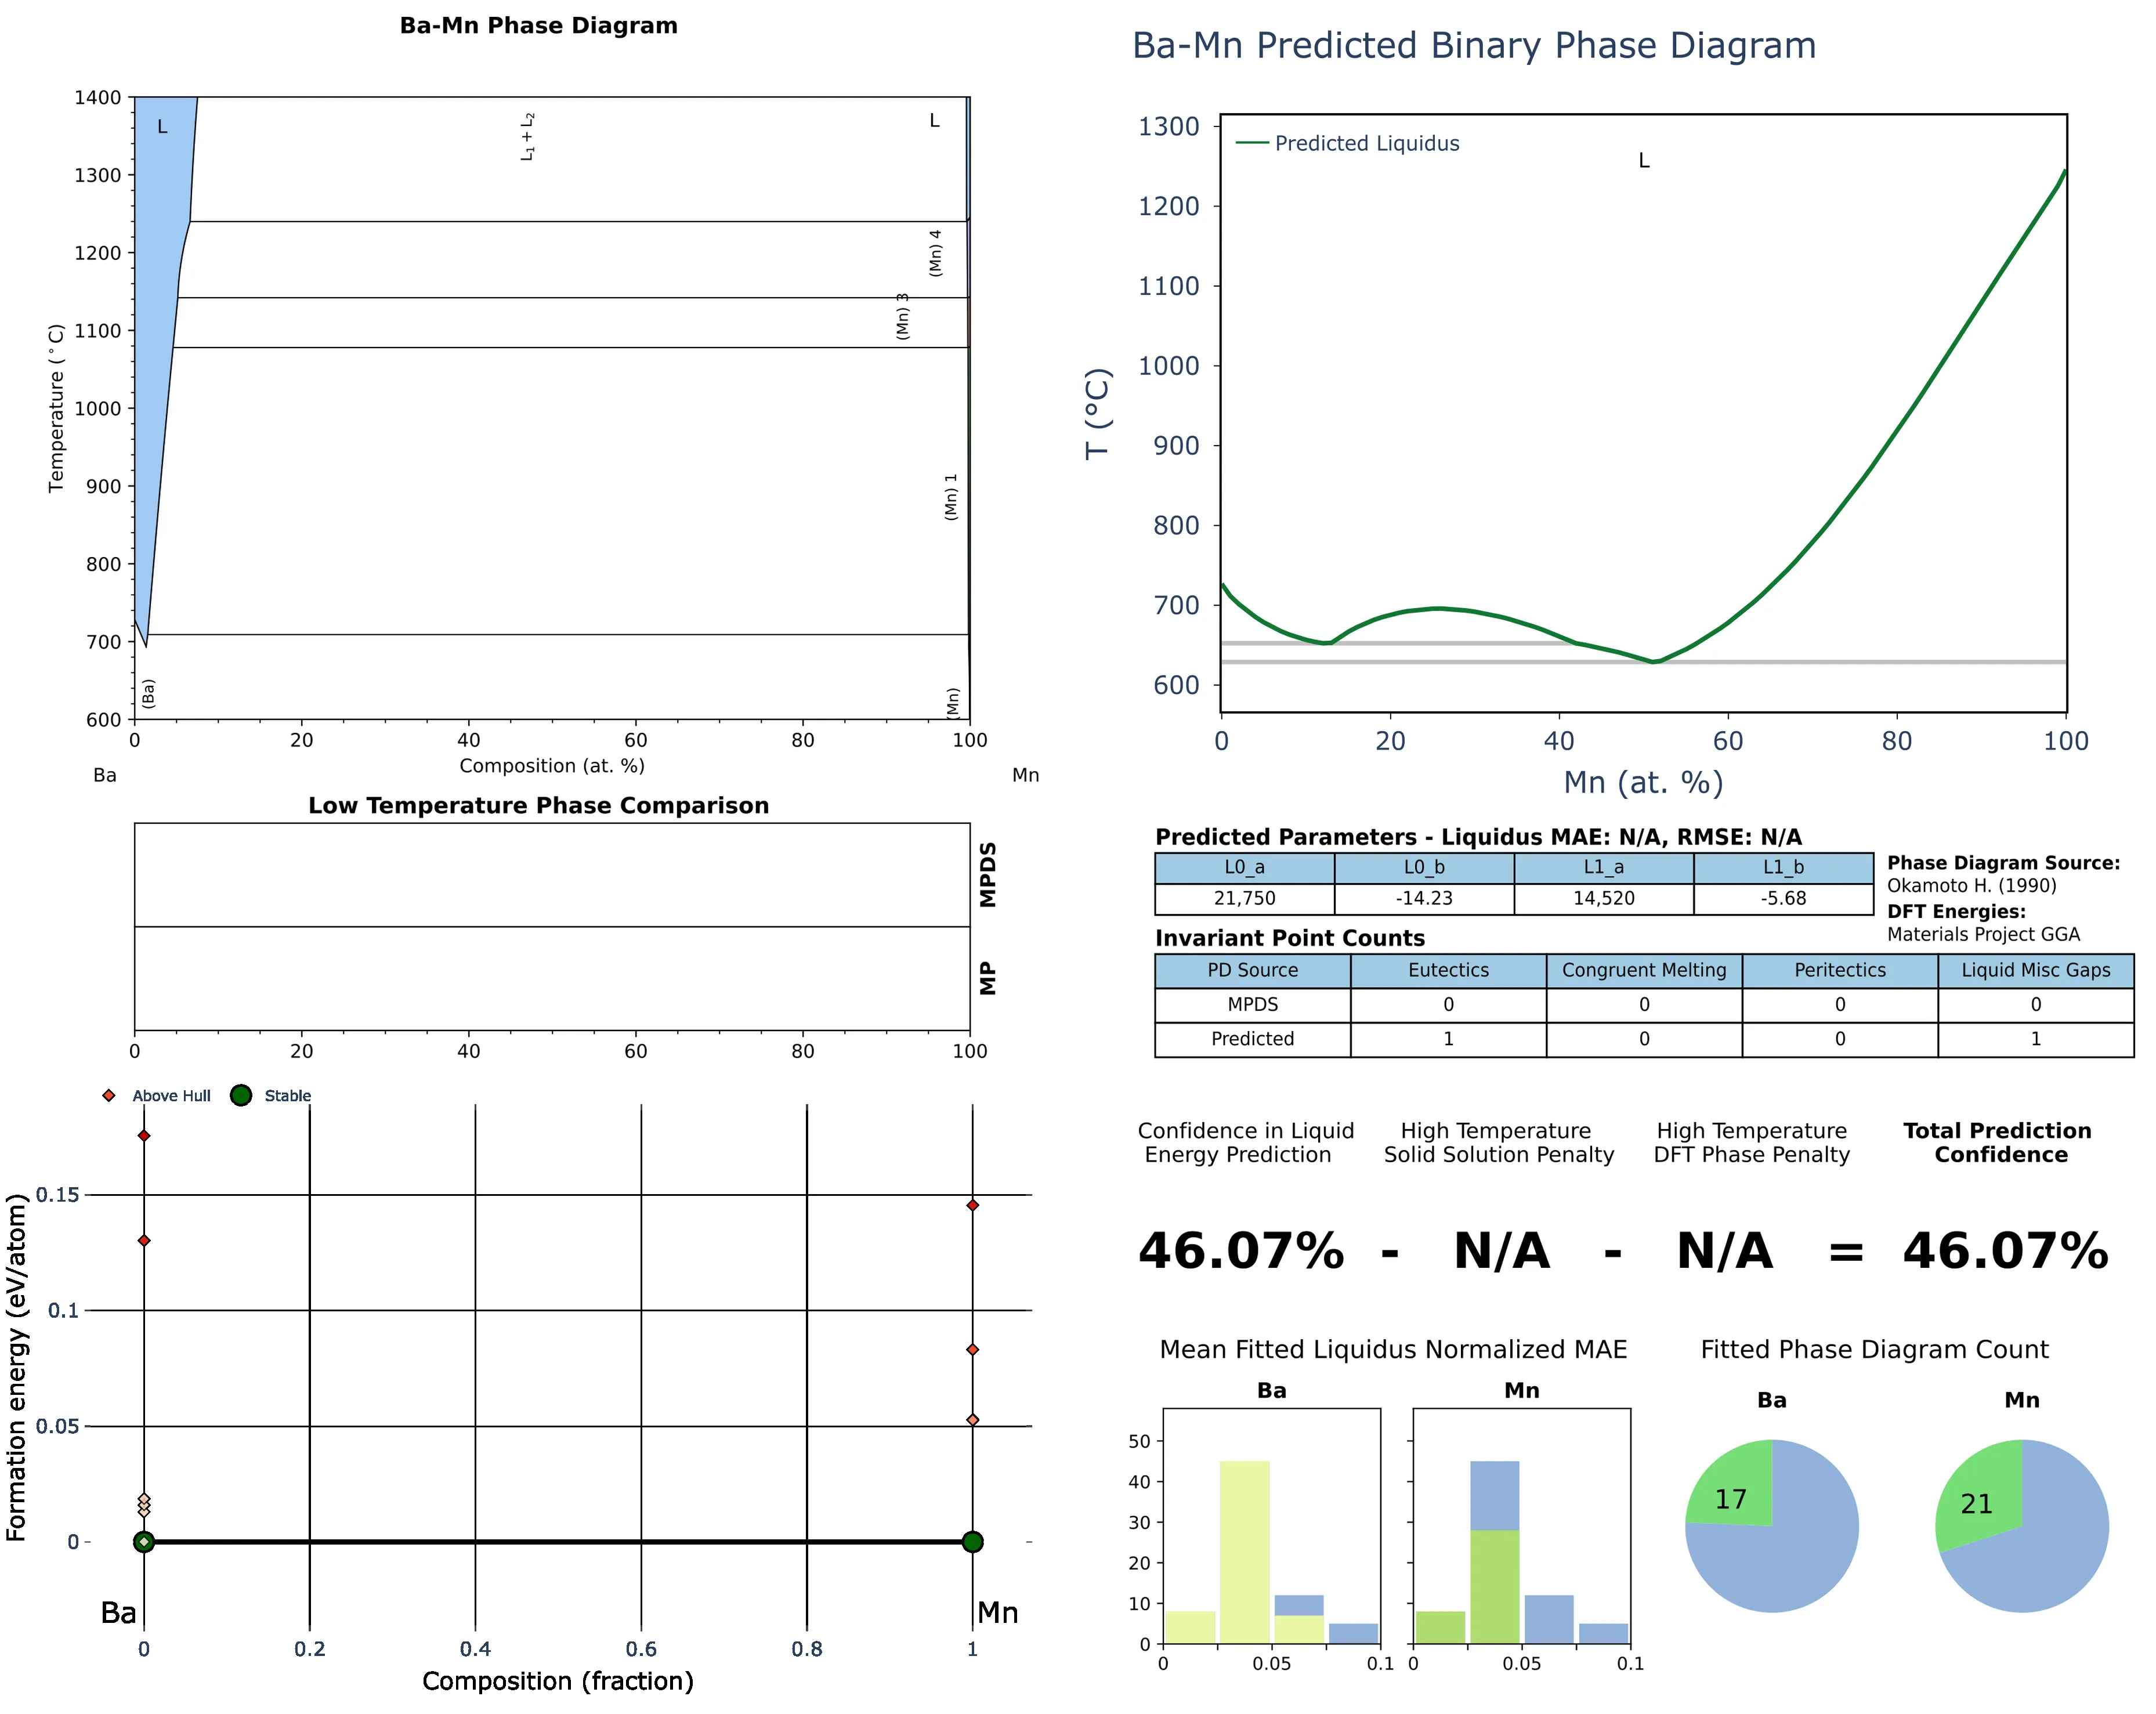 Ba-Mn Phase Diagram
1400
1300
1200
1100
1000
900
800
700
600
Temperature (°C)
L
L₁ + L₂
L
(Mn) 4
(Mn) 3
(Mn) 1
(Ba)
(Mn)
0 20 40 60 80 100
Composition (at. %)
Ba Mn
Low Temperature Phase Comparison
MPDS
MP
0 20 40 60 80 100
Above Hull Stable
0.15
0.1
0.05
0
Formation energy (eV/atom)
Ba Mn
0 0.2 0.4 0.6 0.8 1
Composition (fraction)
Ba-Mn Predicted Binary Phase Diagram
1300
1200
1100
1000
900
800
700
600
T (°C)
Predicted Liquidus
L
0 20 40 60 80 100
Mn (at. %)
Predicted Parameters - Liquidus MAE: N/A, RMSE: N/A
L0_a L0_b L1_a L1_b
21,750 -14.23 14,520 -5.68
Phase Diagram Source:
Okamoto H. (1990)
DFT Energies:
Materials Project GGA
Invariant Point Counts
PD Source Eutectics Congruent Melting Peritectics Liquid Misc Gaps
MPDS 0 0 0 0
Predicted 1 0 0 1
Confidence in Liquid
Energy Prediction
High Temperature
Solid Solution Penalty
High Temperature
DFT Phase Penalty
Total Prediction
Confidence
46.07% - N/A - N/A = 46.07%
Mean Fitted Liquidus Normalized MAE
Ba Mn
50
40
30
20
10
0
0 0.05 0.1 0 0.05 0.1
Fitted Phase Diagram Count
Ba Mn
17 21